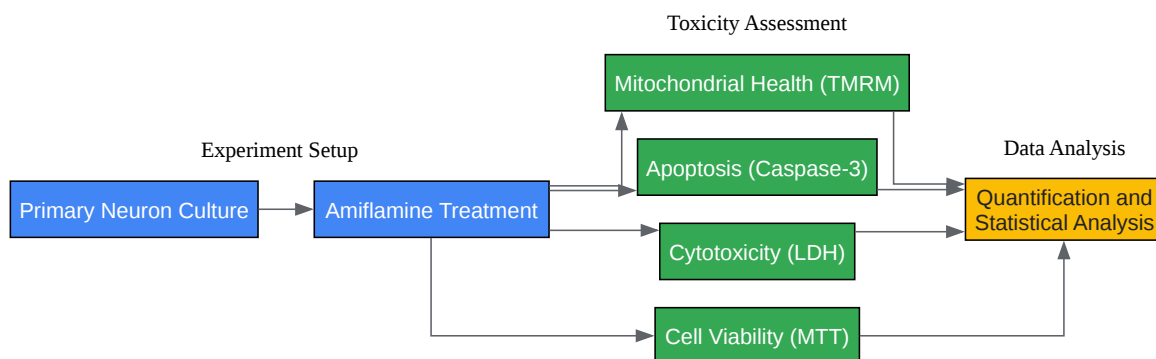 Toxicity Assessment
Mitochondrial Health (TMRM)
Experiment Setup
Apoptosis (Caspase-3)
Data Analysis
Primary Neuron Culture
Amiflamine Treatment
Quantification and
Statistical Analysis
Cytotoxicity (LDH)
Cell Viability (MTT)